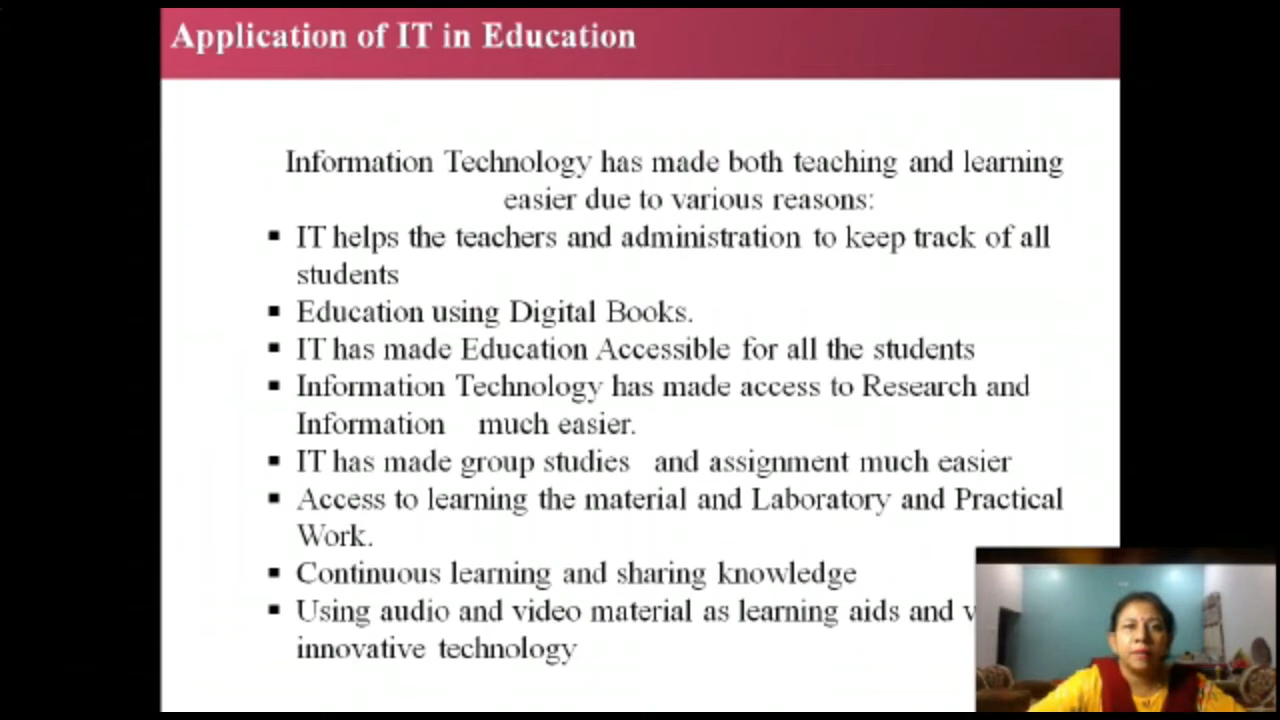 Application of IT in Education
Information Technology has made both teaching and learning
easier due to various reasons:
▪ IT helps the teachers and administration to keep track of all
students
▪ Education using Digital Books.
▪ IT has made Education Accessible for all the students
▪ Information Technology has made access to Research and
Information much easier.
▪ IT has made group studies and assignment much easier
▪ Access to learning the material and Laboratory and Practical
Work.
▪ Continuous learning and sharing knowledge
▪ Using audio and video material as learning aids and
innovative technology